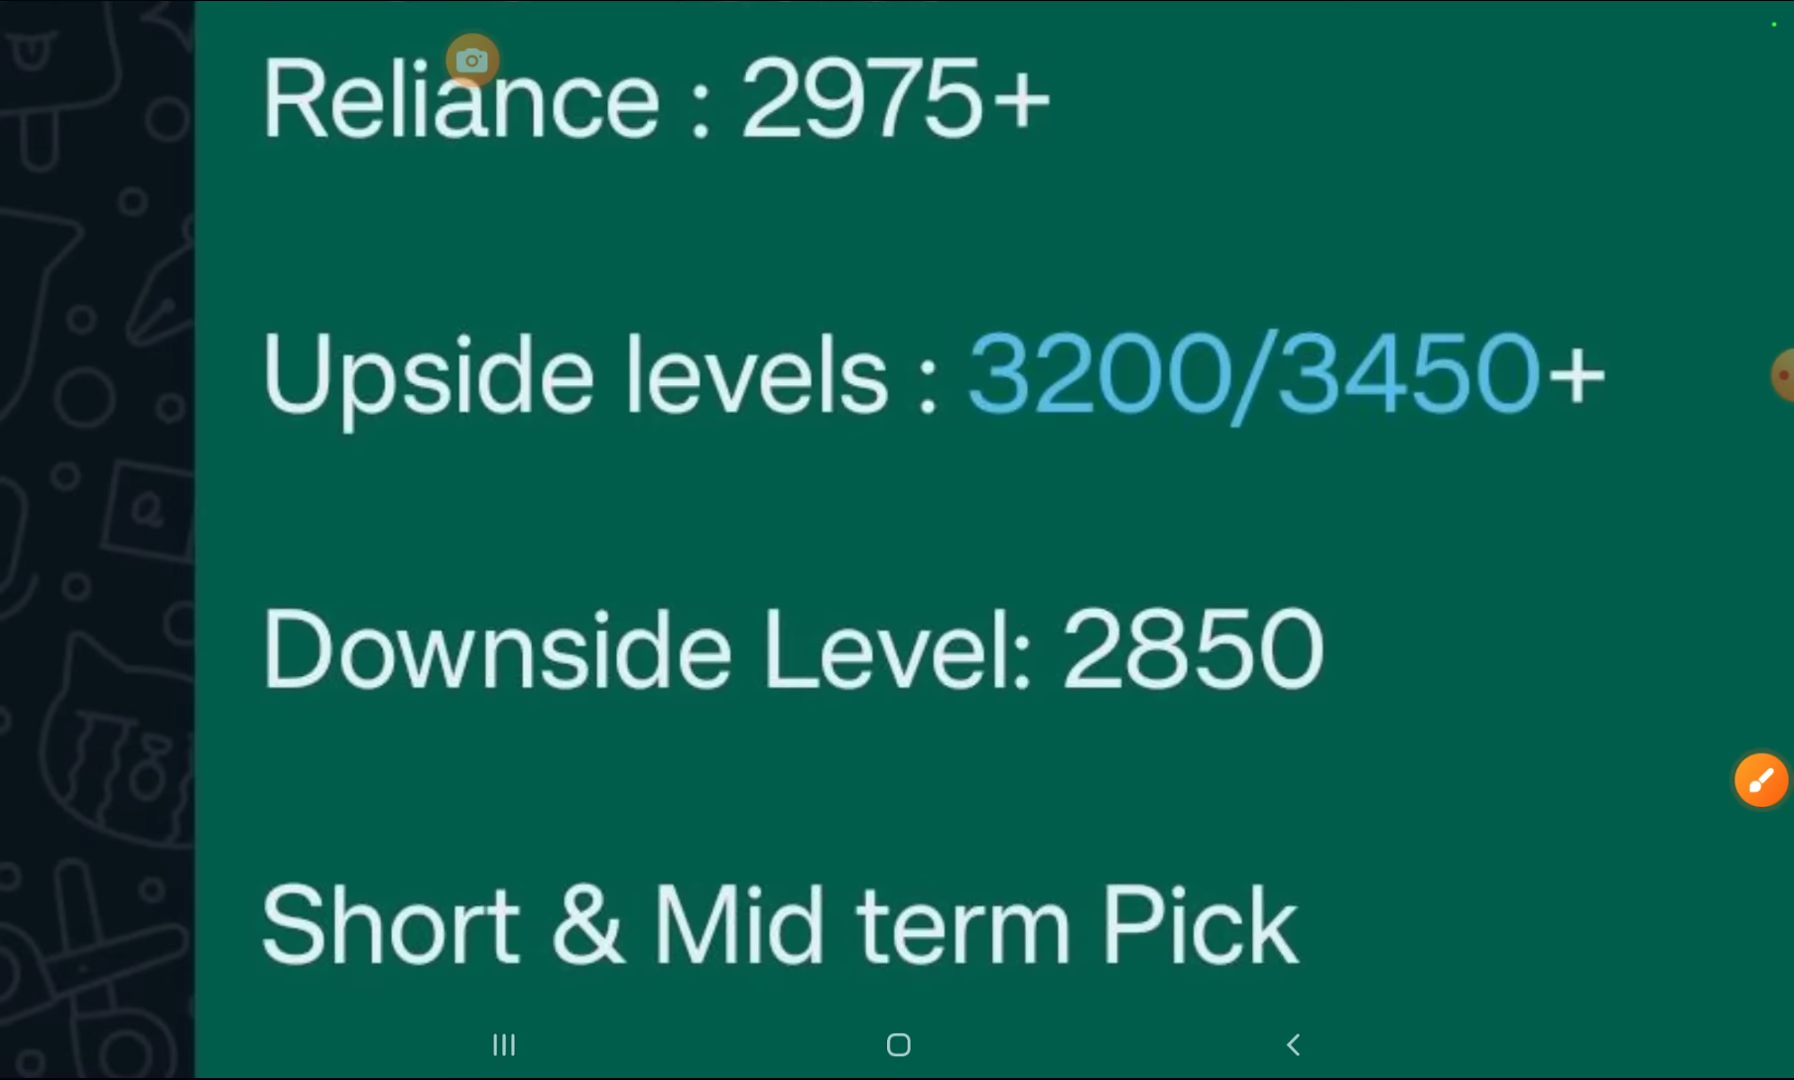 Reliance : 2975+
Upside levels : 3200/3450+
Downside Level: 2850
Short & Mid term Pick